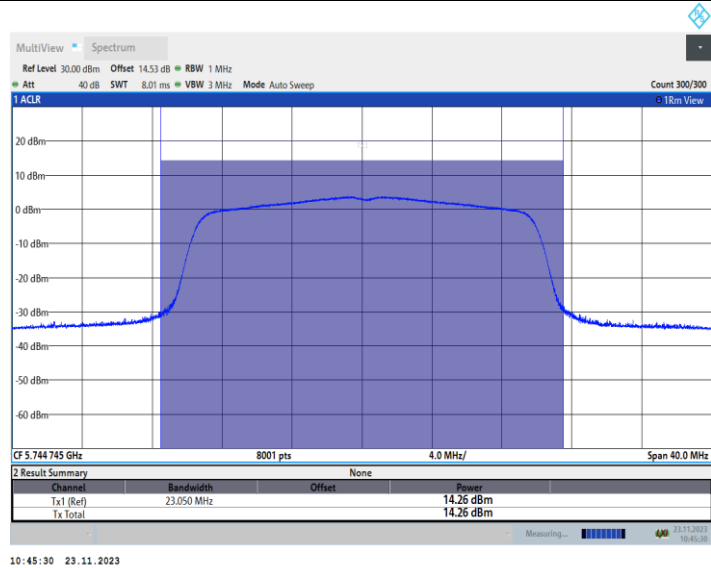 MultiView Spectrum
Ref Level 30.00 dBm Offset 14.53 dB RBW 1 MHz
Att 40 dB SWT 8.01 ms VBW 3 MHz Mode Auto Sweep Count 300/300
1 ACLR 1Rm View
20 dBm
10 dBm
0 dBm
-10 dBm
-20 dBm
-30 dBm
-40 dBm
-50 dBm
-60 dBm
CF 5.744 745 GHz 8001 pts 4.0 MHz/ Span 40.0 MHz
2 Result Summary None
Channel Bandwidth Offset Power
Tx1 (Ref) 23.050 MHz 14.26 dBm
Tx Total 14.26 dBm
Measuring... 23.11.2023
10:45:30
10:45:30 23.11.2023